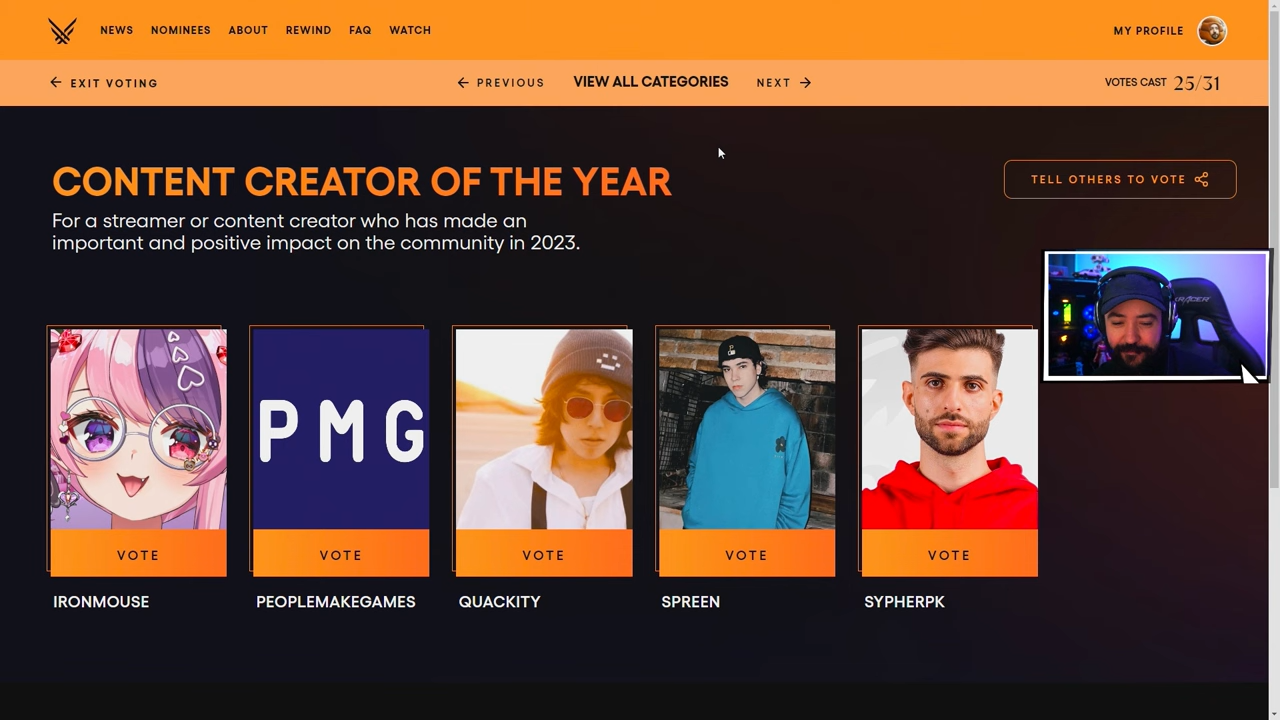 NEWS NOMINEES ABOUT REWIND FAQ WATCH MY PROFILE
EXIT VOTING PREVIOUS VIEW ALL CATEGORIES NEXT VOTES CAST 25/31
CONTENT CREATOR OF THE YEAR
TELL OTHERS TO VOTE
For a streamer or content creator who has made an
important and positive impact on the community in 2023.
PMG
VOTE VOTE VOTE VOTE VOTE
IRONMOUSE PEOPLEMAKEGAMES QUACKITY SPREEN SYPHERPK